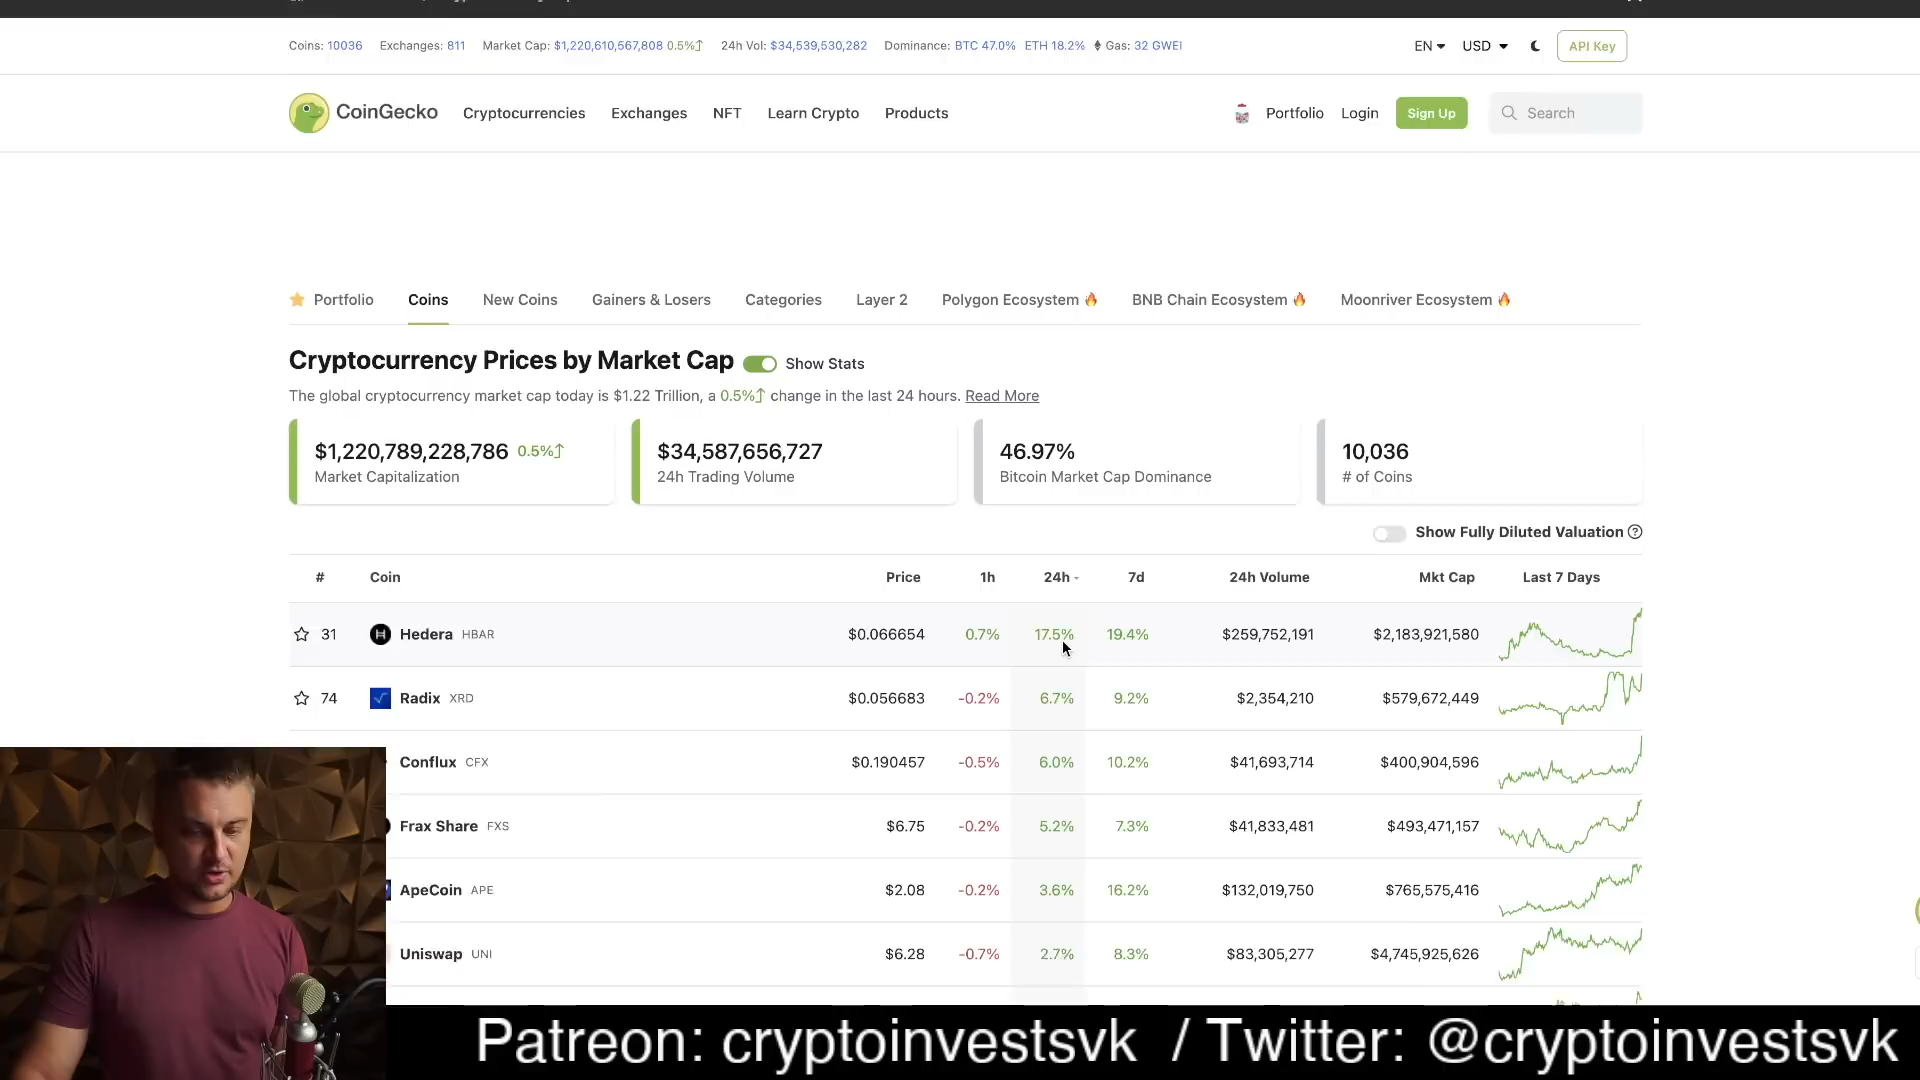 Coins: 10036 Exchanges: 811 Market Cap: $1,220,610,567,808 0.5% 24h Vol: $34,539,530,282 Dominance: BTC 47.0% ETH 18.2% Gas: 32 GWEI EN USD API Key
CoinGecko Cryptocurrencies Exchanges NFT Learn Crypto Products Portfolio Login Sign Up Search
Portfolio Coins New Coins Gainers & Losers Categories Layer 2 Polygon Ecosystem BNB Chain Ecosystem Moonriver Ecosystem
Cryptocurrency Prices by Market Cap Show Stats
The global cryptocurrency market cap today is $1.22 Trillion, a 0.5% change in the last 24 hours. Read More
$1,220,789,228,786 0.5% $34,587,656,727 46.97% 10,036
Market Capitalization 24h Trading Volume Bitcoin Market Cap Dominance # of Coins
Show Fully Diluted Valuation
# Coin Price 1h 24h 7d 24h Volume Mkt Cap Last 7 Days
31 Hedera HBAR $0.066654 0.7% 17.5% 19.4% $259,752,191 $2,183,921,580
74 Radix XRD $0.056683 -0.2% 6.7% 9.2% $2,354,210 $579,672,449
Conflux CFX $0.190457 -0.5% 6.0% 10.2% $41,693,714 $400,904,596
Frax Share FXS $6.75 -0.2% 5.2% 7.3% $41,833,481 $493,471,157
ApeCoin APE $2.08 -0.2% 3.6% 16.2% $132,019,750 $765,575,416
Uniswap UNI $6.28 -0.7% 2.7% 8.3% $83,305,277 $4,745,925,626
Patreon: cryptoinvestsvk / Twitter: @cryptoinvestsvk